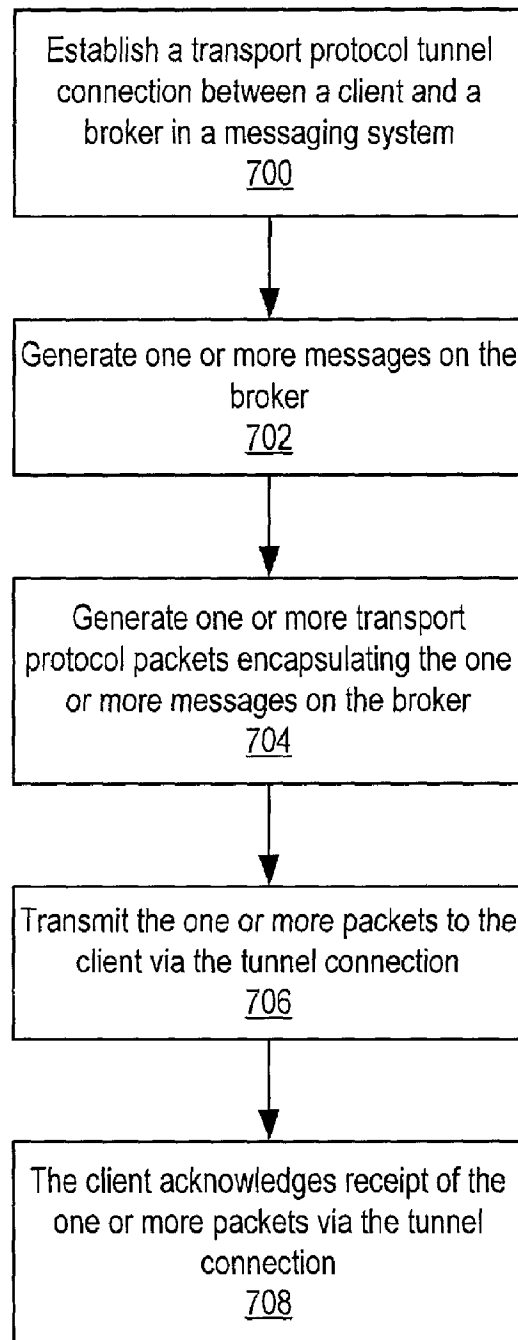 Establish a transport protocol tunnel
connection between a client and a
broker in a messaging system
700
Generate one or more messages on the
broker
702
Generate one or more transport
protocol packets encapsulating the one
or more messages on the broker
704
Transmit the one or more packets to the
client via the tunnel connection
706
The client acknowledges receipt of the
one or more packets via the tunnel
connection
708